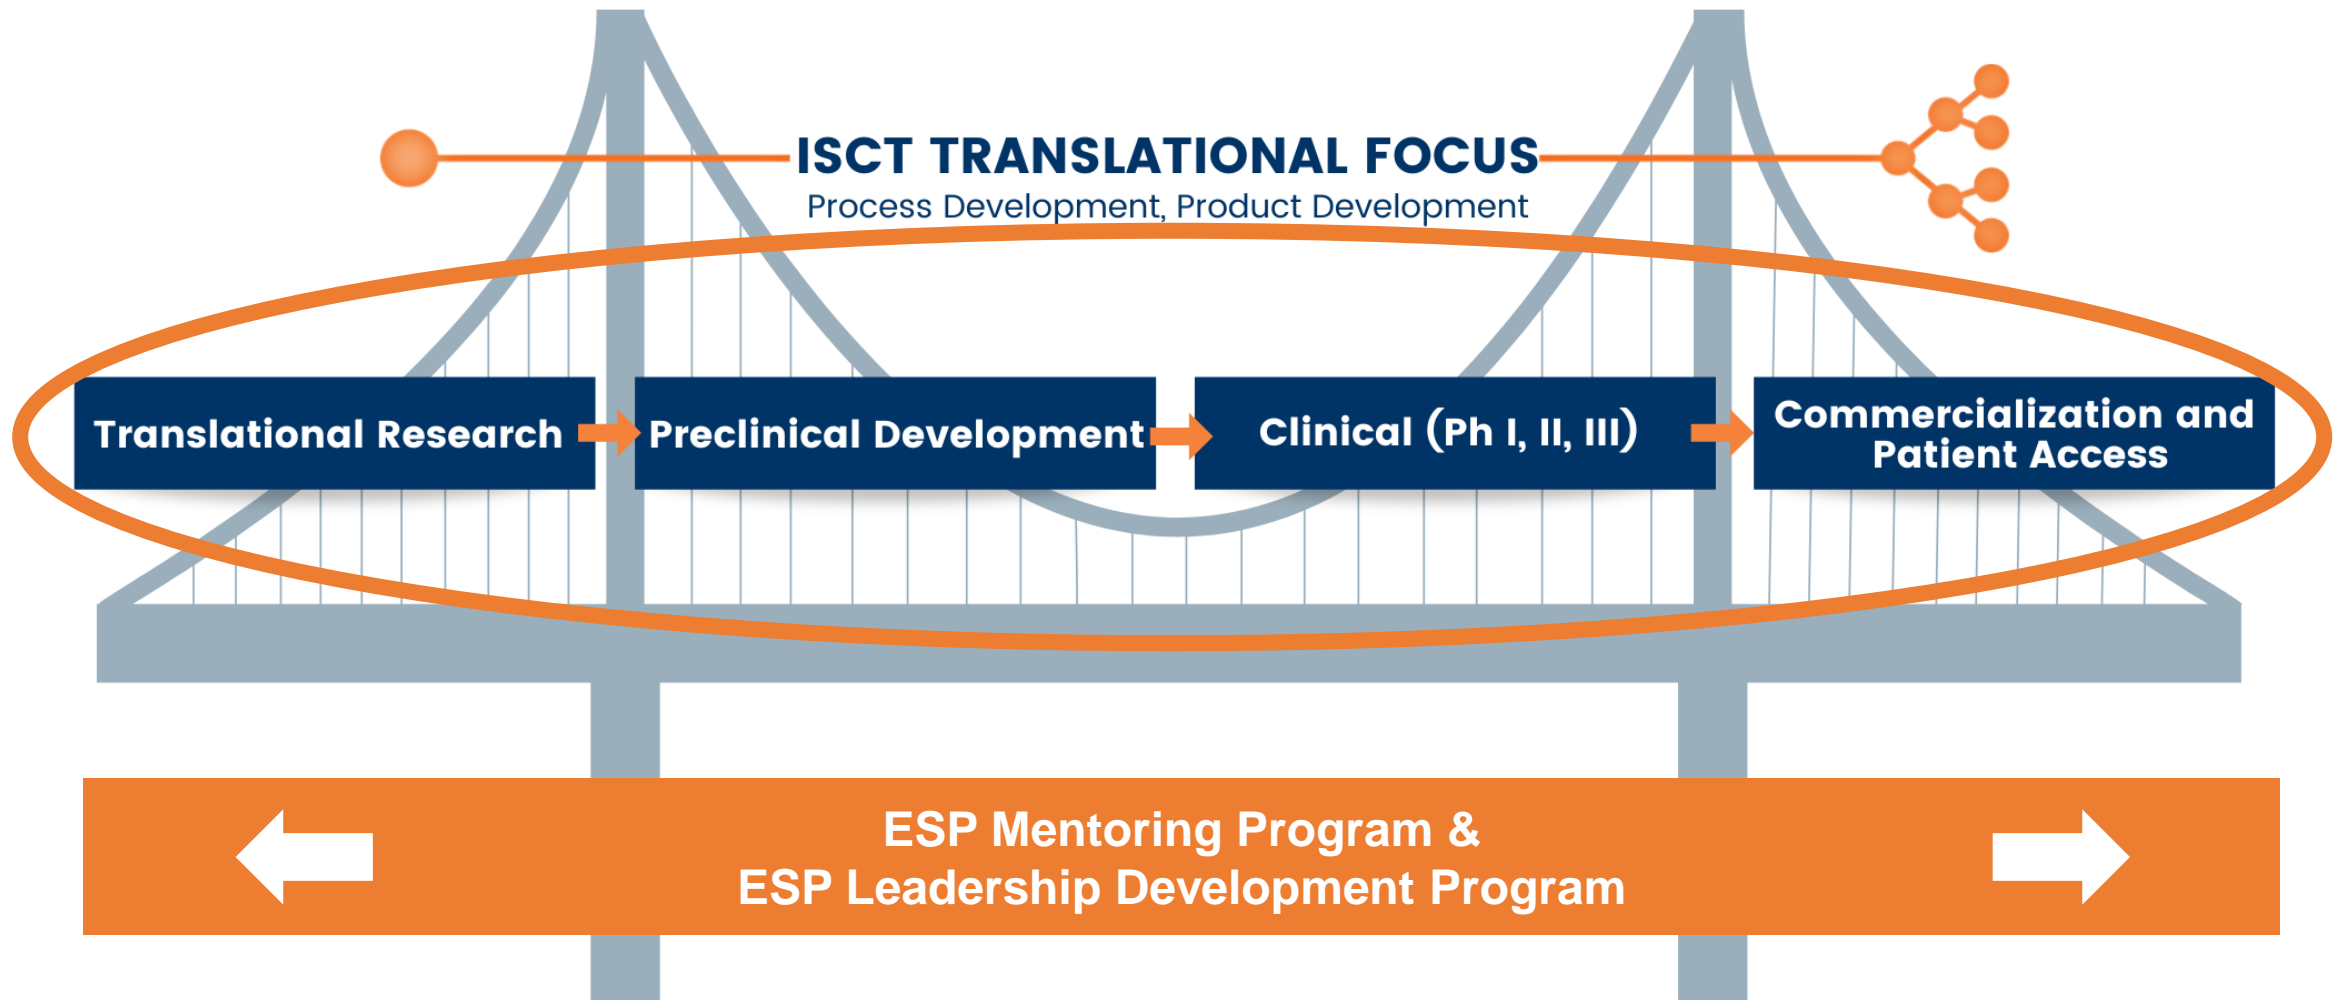 ISCT TRANSLATIONAL FOCUS
Process Development, Product Development
Translational Research
Preclinical Development
Clinical (Ph I, II, III)
Commercialization and
Patient Access
ESP Mentoring Program &
ESP Leadership Development Program